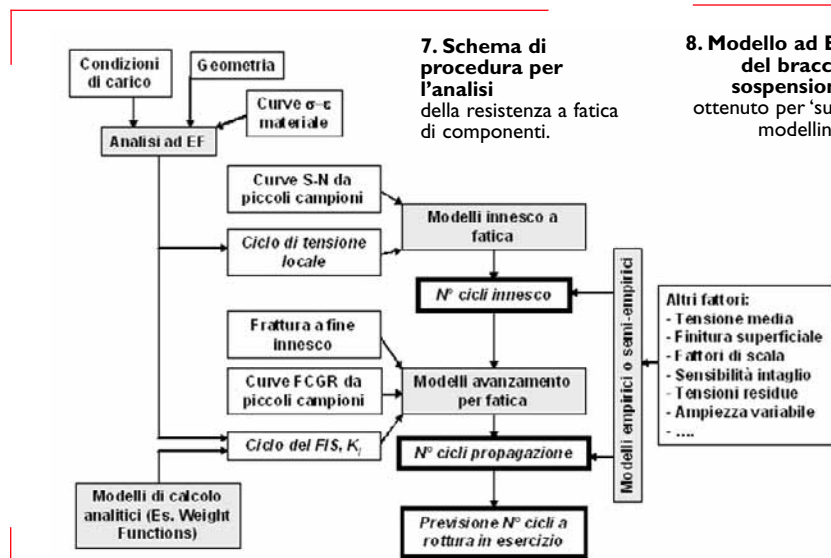 7. Schema di
procedura per
l'analisi
della resistenza a fatica
di componenti.
8. Modello ad
del
ottenuto per
Condizioni
di carico
Geometria
Curve σ-ε
materiale
Analisi ad EF
Curve S-N da
piccoli campioni
Modelli innesco a
fatica
Ciclo di tensione
locale
N° cicli innesco
Frattura a fine
innesco
Curve FCGR da
piccoli campioni
Modelli avanzamento
per fatica
Ciclo del FIS, KI
N° cicli propagazione
Modelli di calcolo
analitici (Es. Weight
Functions)
Previsione N° cicli a
rottura in esercizio
Modelli empirici o semi-empirici
Altri fattori:
- Tensione media
- Finitura superficiale
- Fattori di scala
- Sensibilità intaglio
- Tensioni residue
- Ampiezza variabile
- ....